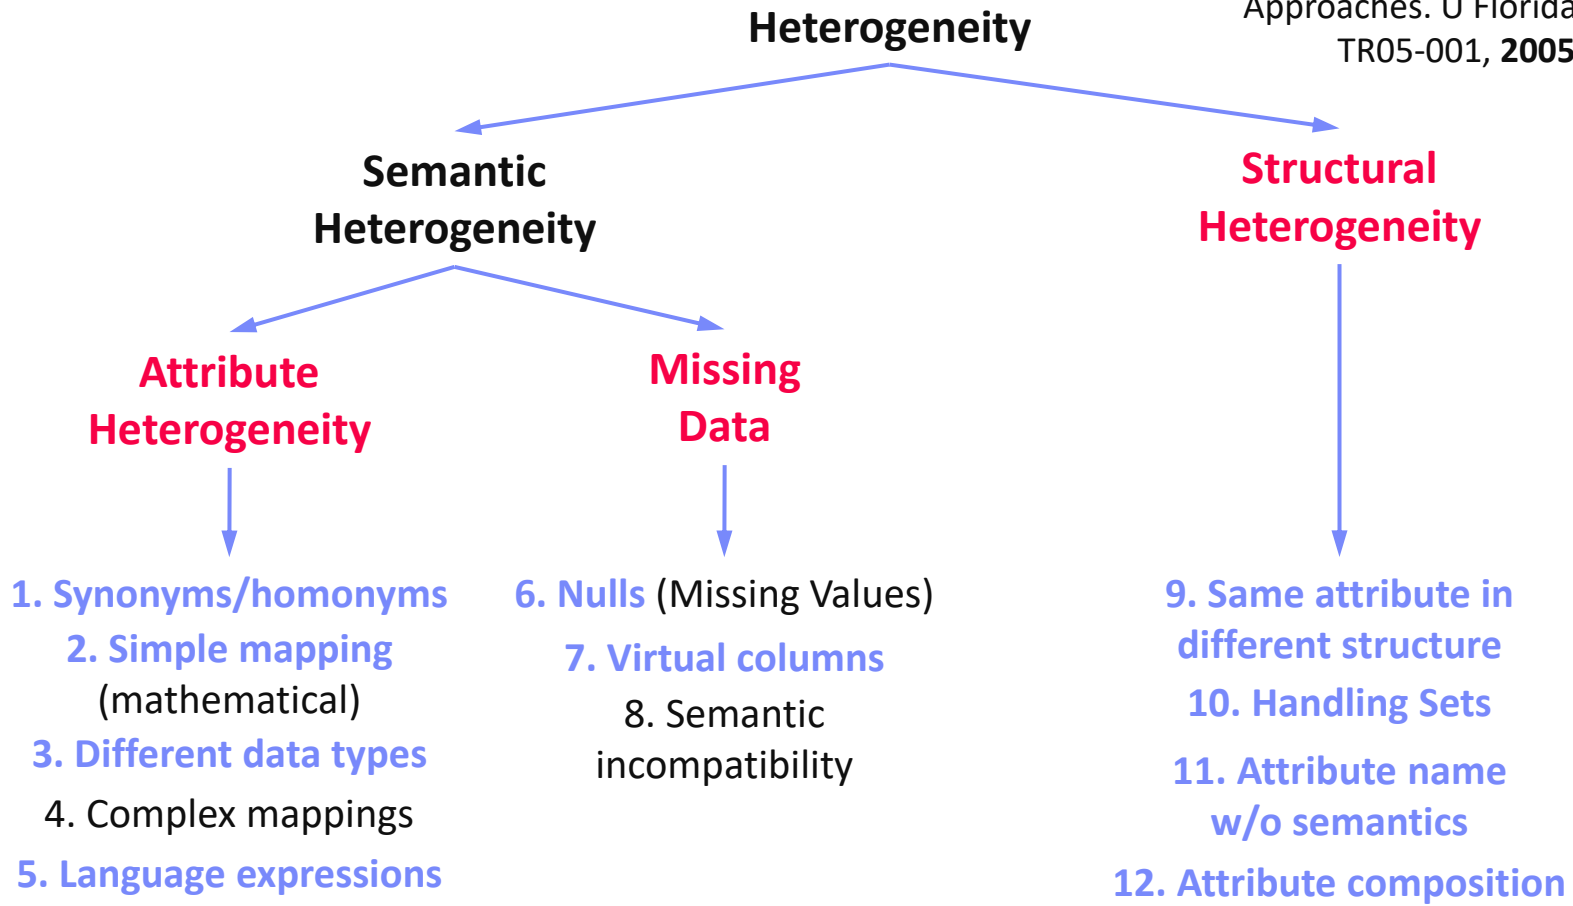 Approaches. U Florida
TR05-001, 2005
Heterogeneity
Semantic
Heterogeneity
Structural
Heterogeneity
Attribute
Heterogeneity
Missing
Data
1. Synonyms/homonyms
2. Simple mapping
(mathematical)
3. Different data types
4. Complex mappings
5. Language expressions
6. Nulls (Missing Values)
7. Virtual columns
8. Semantic
incompatibility
9. Same attribute in
different structure
10. Handling Sets
11. Attribute name
w/o semantics
12. Attribute composition